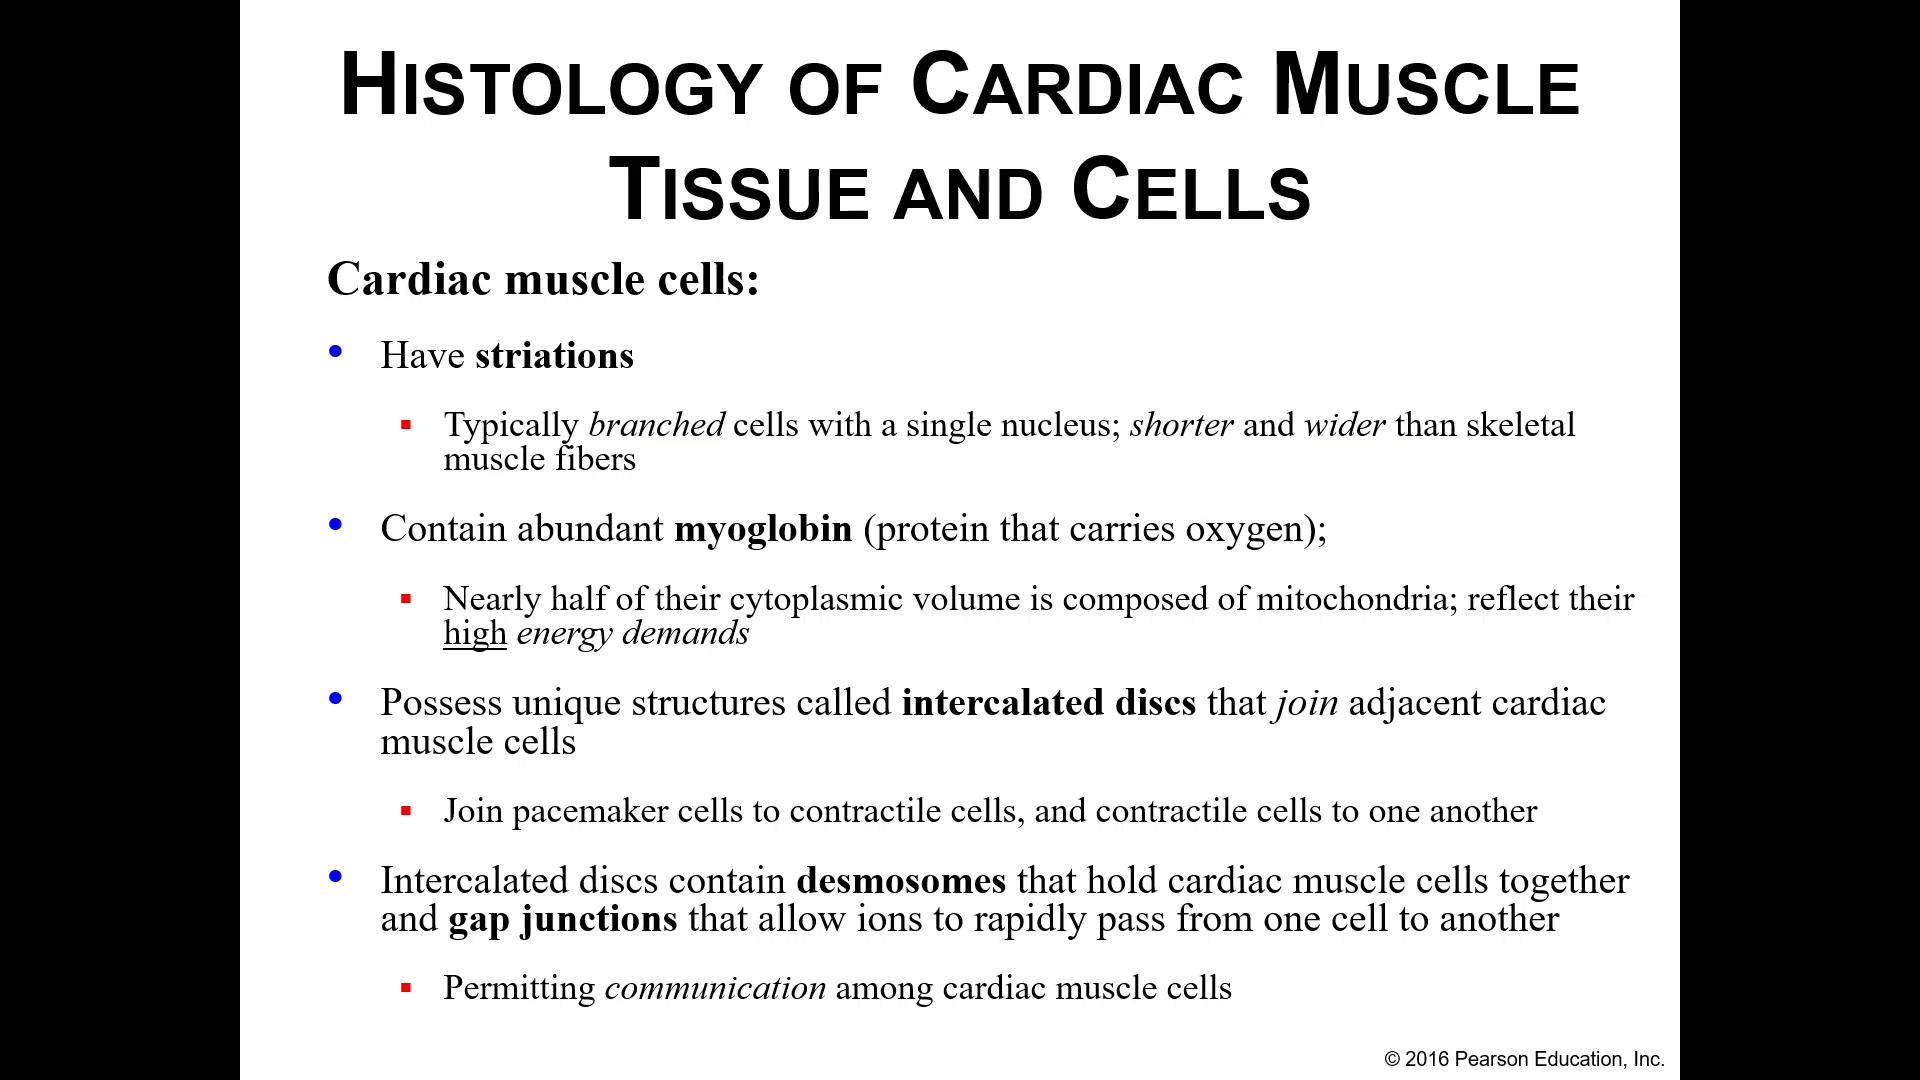 HISTOLOGY OF CARDIAC MUSCLE
TISSUE AND CELLS
Cardiac muscle cells:
• Have striations
▪ Typically branched cells with a single nucleus; shorter and wider than skeletal
muscle fibers
• Contain abundant myoglobin (protein that carries oxygen);
▪ Nearly half of their cytoplasmic volume is composed of mitochondria; reflect their
high energy demands
• Possess unique structures called intercalated discs that join adjacent cardiac
muscle cells
▪ Join pacemaker cells to contractile cells, and contractile cells to one another
• Intercalated discs contain desmosomes that hold cardiac muscle cells together
and gap junctions that allow ions to rapidly pass from one cell to another
▪ Permitting communication among cardiac muscle cells
© 2016 Pearson Education, Inc.